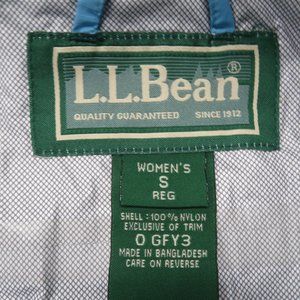 L.L.Bean®
QUALITY GUARANTEED SINCE 1912
WOMEN'S
S
REG
SHELL: 100% NYLON
EXCLUSIVE OF TRIM
0 GFY3
MADE IN BANGLADESH
CARE ON REVERSE